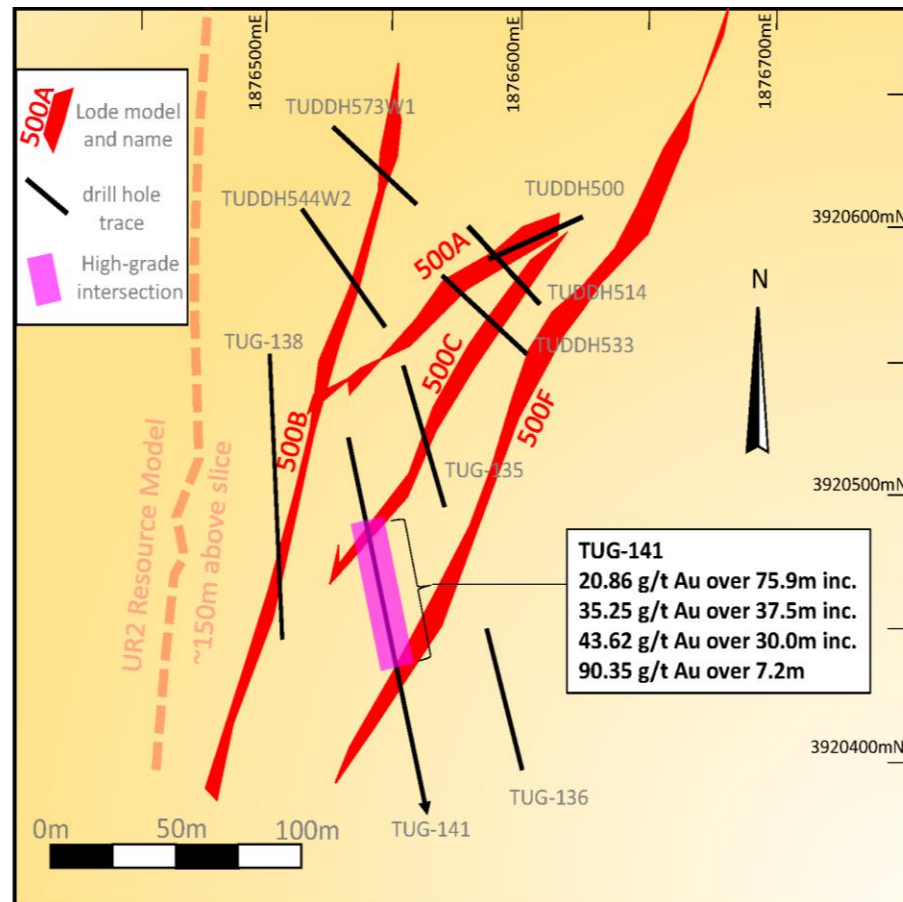 1876500mE
1876600mE
1876700mE
500A
Lode model
and name
drill hole
trace
High-grade
intersection
TUDDH573W1
TUDDH544W2
TUDDH500
3920600mN
500A
TUDDH514
N
TUG-138
TUDDH533
500C
500F
500B
TUG-135
3920500mN
UR2 Resource Model
~150m above slice
TUG-141
20.86 g/t Au over 75.9m inc.
35.25 g/t Au over 37.5m inc.
43.62 g/t Au over 30.0m inc.
90.35 g/t Au over 7.2m
3920400mN
TUG-136
TUG-141
0m 50m 100m